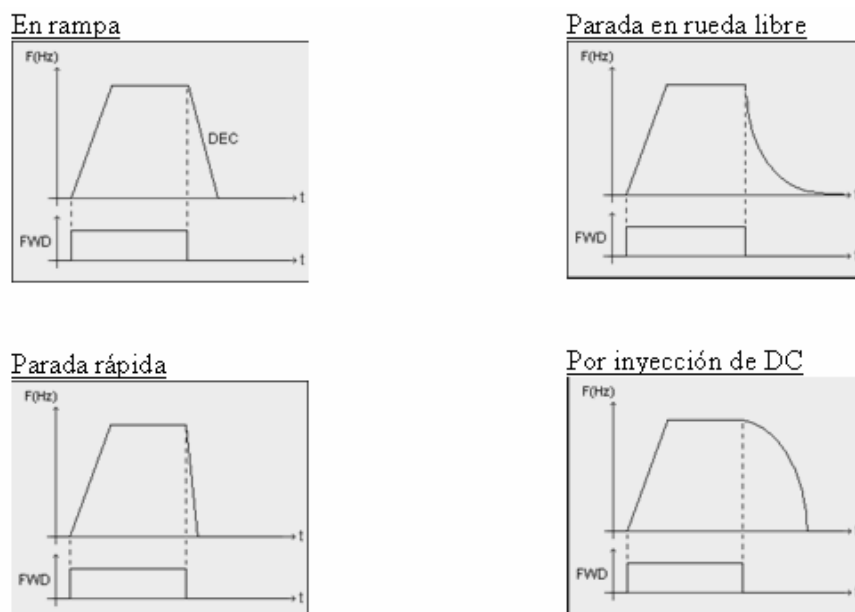 En rampa
F(Hz)
DEC
t
FWD
t
Parada en rueda libre
F(Hz)
t
FWD
t
Parada rápida
F(Hz)
t
FWD
t
Por inyección de DC
F(Hz)
t
FWD
t